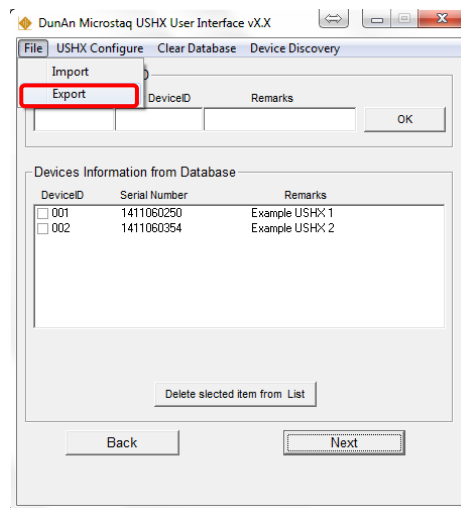 DunAn Microstaq USHX User Interface vX.X
File USHX Configure Clear Database Device Discovery
Import
Export
DeviceID Remarks
OK
Devices Information from Database
DeviceID Serial Number Remarks
001 1411060250 Example USHX 1
002 1411060354 Example USHX 2
Delete slected item from List
Back Next